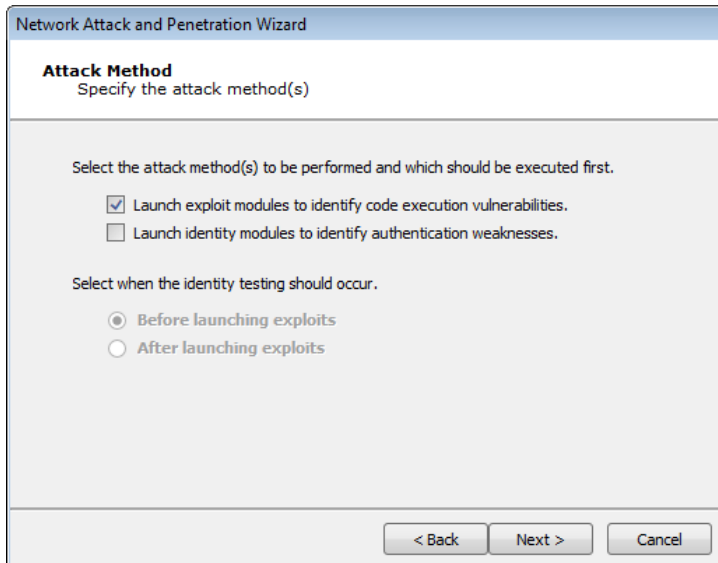 Network Attack and Penetration Wizard
Attack Method
Specify the attack method(s)
Select the attack method(s) to be performed and which should be executed first.
Launch exploit modules to identify code execution vulnerabilities.
Launch identity modules to identify authentication weaknesses.
Select when the identity testing should occur.
Before launching exploits
After launching exploits
< Back Next > Cancel